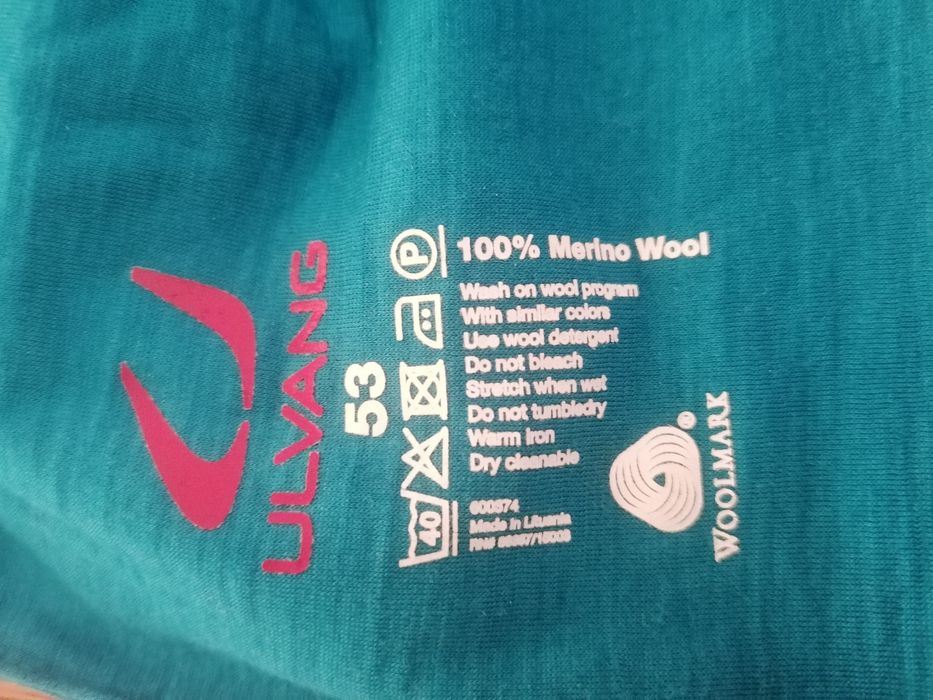 ULVANG
53
40
P
100% Merino Wool
Wash on wool program
With similar colors
Use wool detergent
Do not bleach
Stretch when wet
Do not tumbledry
Warm iron
Dry cleanable
600574
Made in Lituania
WOOLMARK